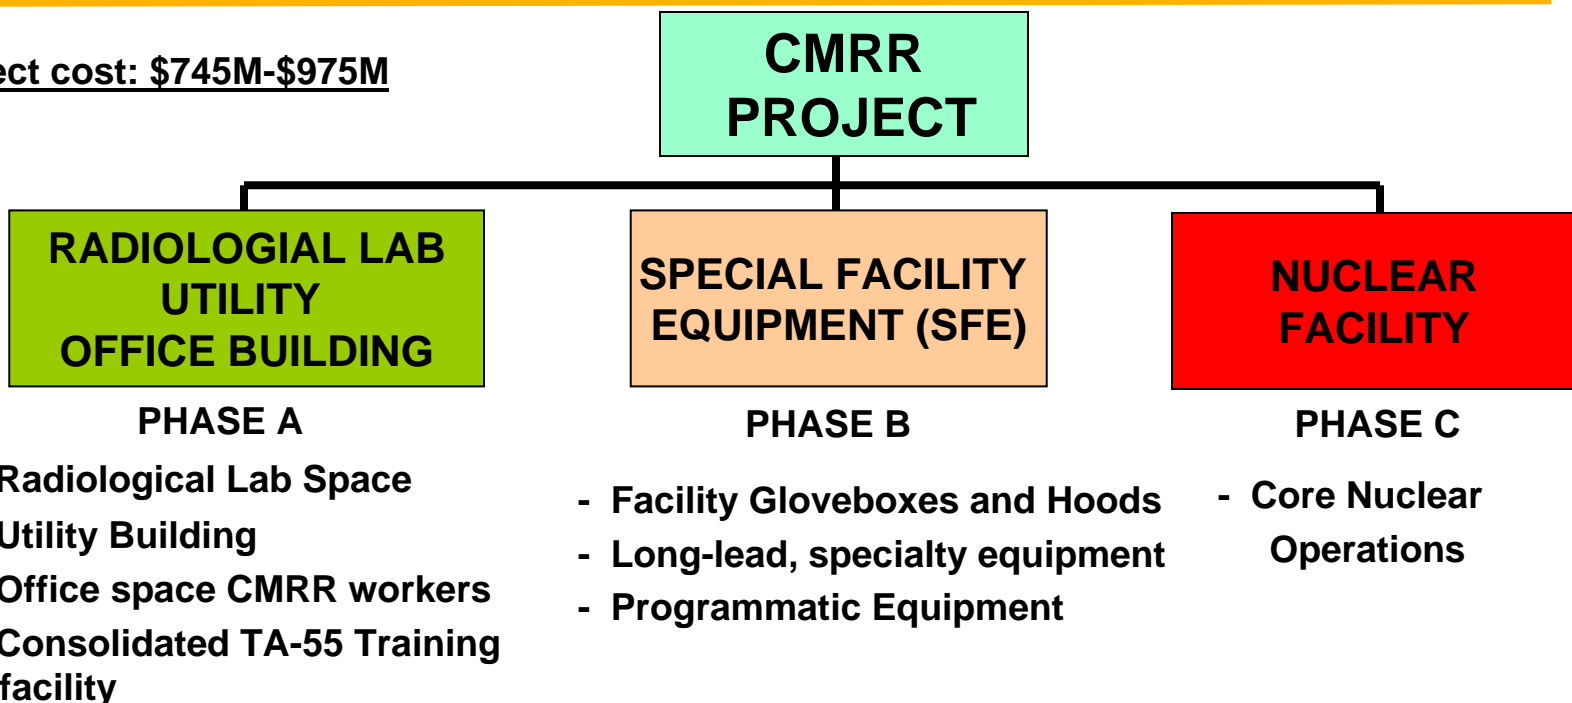 ect cost: $745M-$975M
CMRR
PROJECT
RADIOLOGIAL LAB
UTILITY
OFFICE BUILDING
PHASE A
Radiological Lab Space
Utility Building
Office space CMRR workers
Consolidated TA-55 Training
facility
SPECIAL FACILITY
EQUIPMENT (SFE)
PHASE B
- Facility Gloveboxes and Hoods
- Long-lead, specialty equipment
- Programmatic Equipment
NUCLEAR
FACILITY
PHASE C
- Core Nuclear
Operations